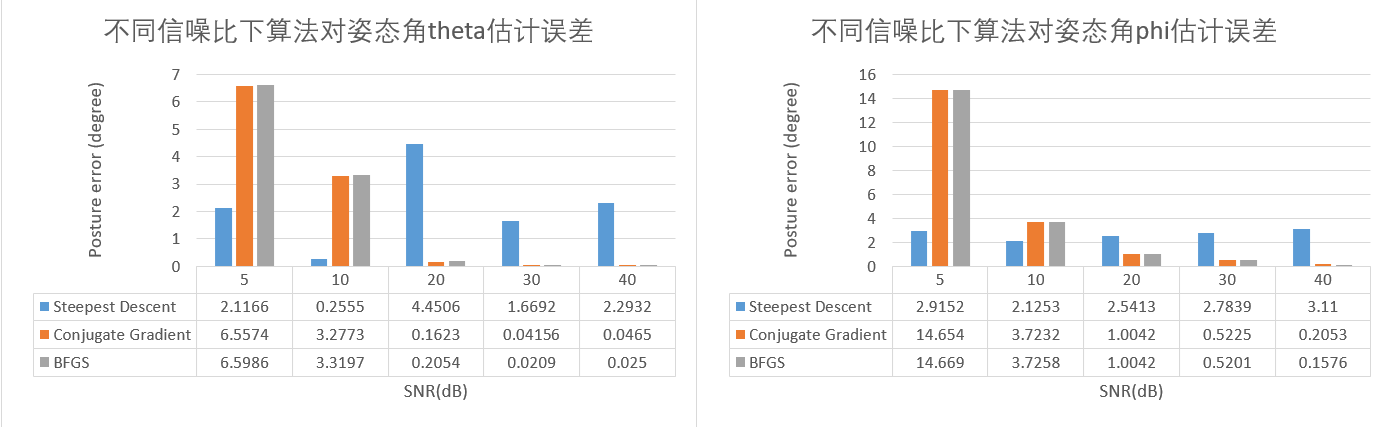 不同信噪比下算法对姿态角theta估计误差
Posture error (degree)
7
6
5
4
3
2
1
0
5 10 20 30 40
Steepest Descent 2.1166 0.2555 4.4506 1.6692 2.2932
Conjugate Gradient 6.5574 3.2773 0.1623 0.04156 0.0465
BFGS 6.5986 3.3197 0.2054 0.0209 0.025
SNR(dB)
不同信噪比下算法对姿态角phi估计误差
Posture error (degree)
16
14
12
10
8
6
4
2
0
5 10 20 30 40
Steepest Descent 2.9152 2.1253 2.5413 2.7839 3.11
Conjugate Gradient 14.654 3.7232 1.0042 0.5225 0.2053
BFGS 14.669 3.7258 1.0042 0.5201 0.1576
SNR(dB)